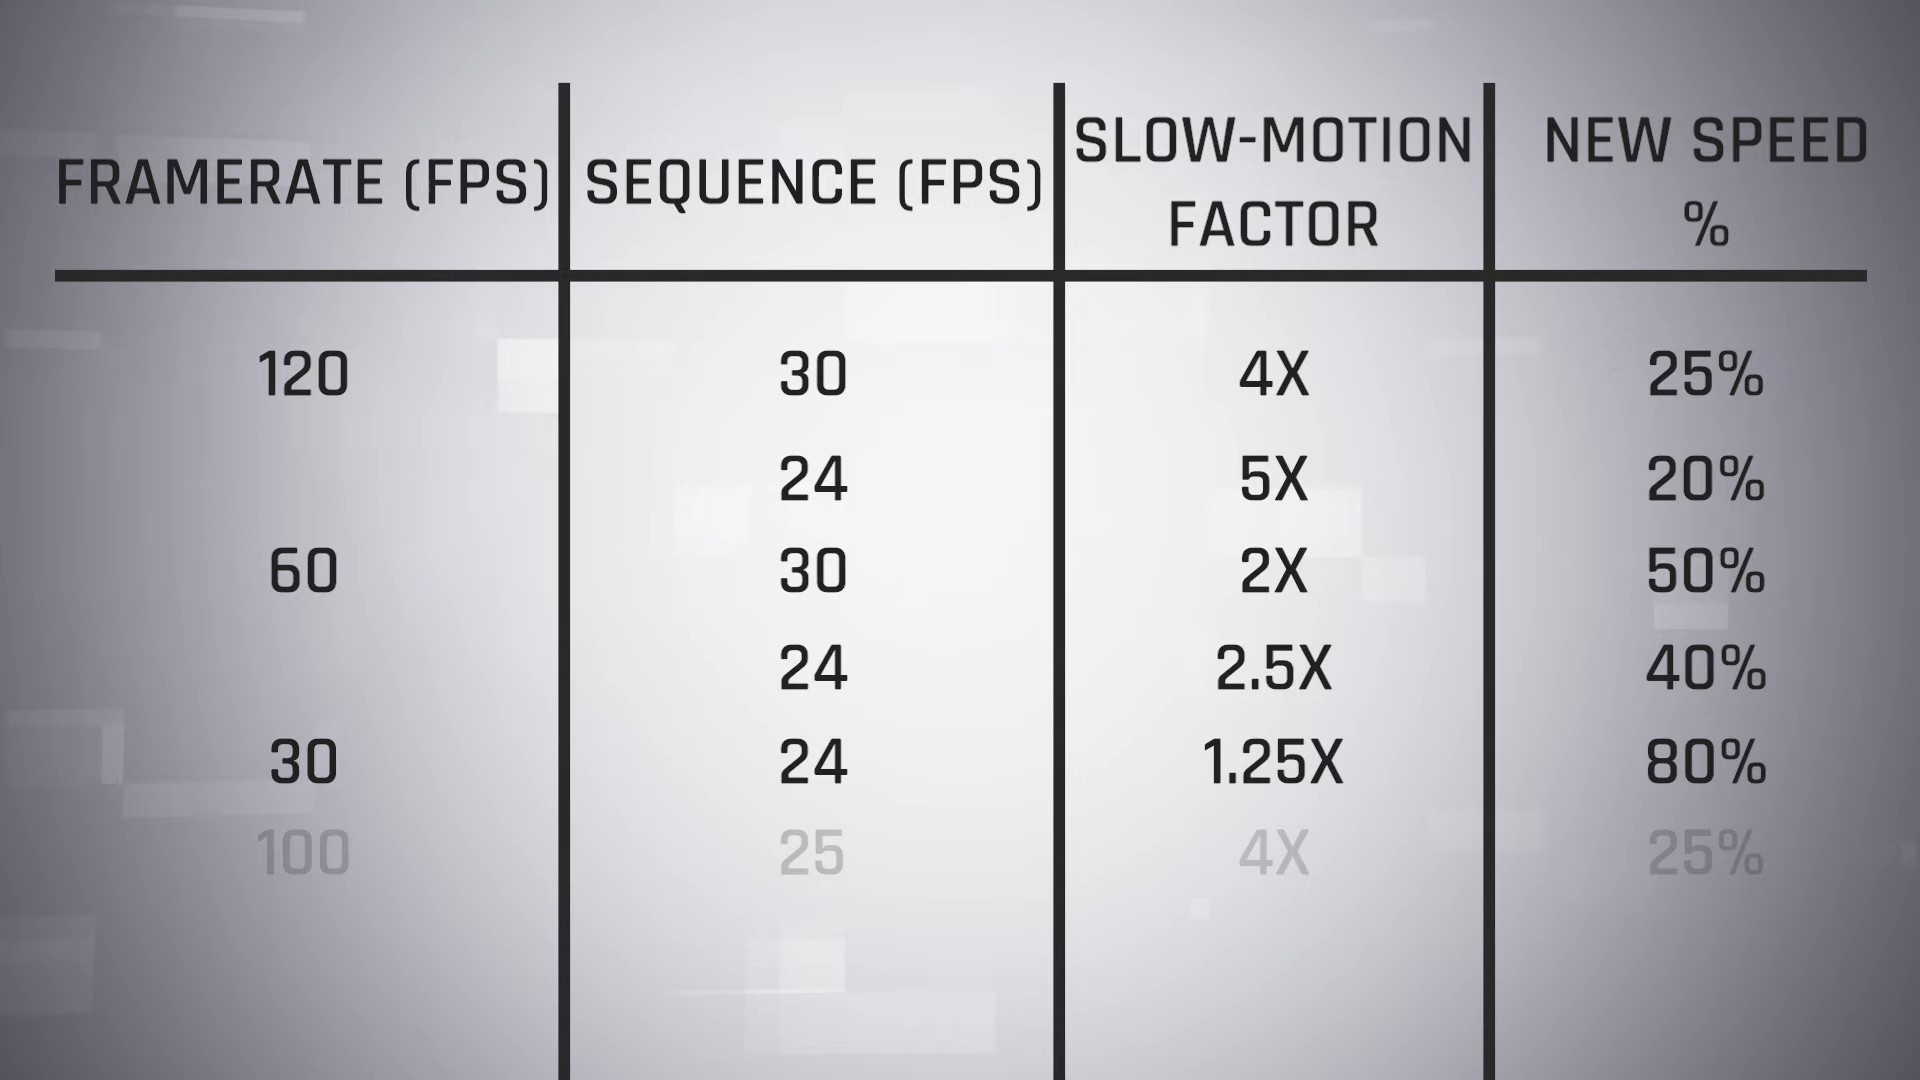 FRAMERATE (FPS) SEQUENCE (FPS) SLOW-MOTION FACTOR NEW SPEED %
120 30 4X 25%
24 5X 20%
60 30 2X 50%
24 2.5X 40%
30 24 1.25X 80%
100 25 4X 25%